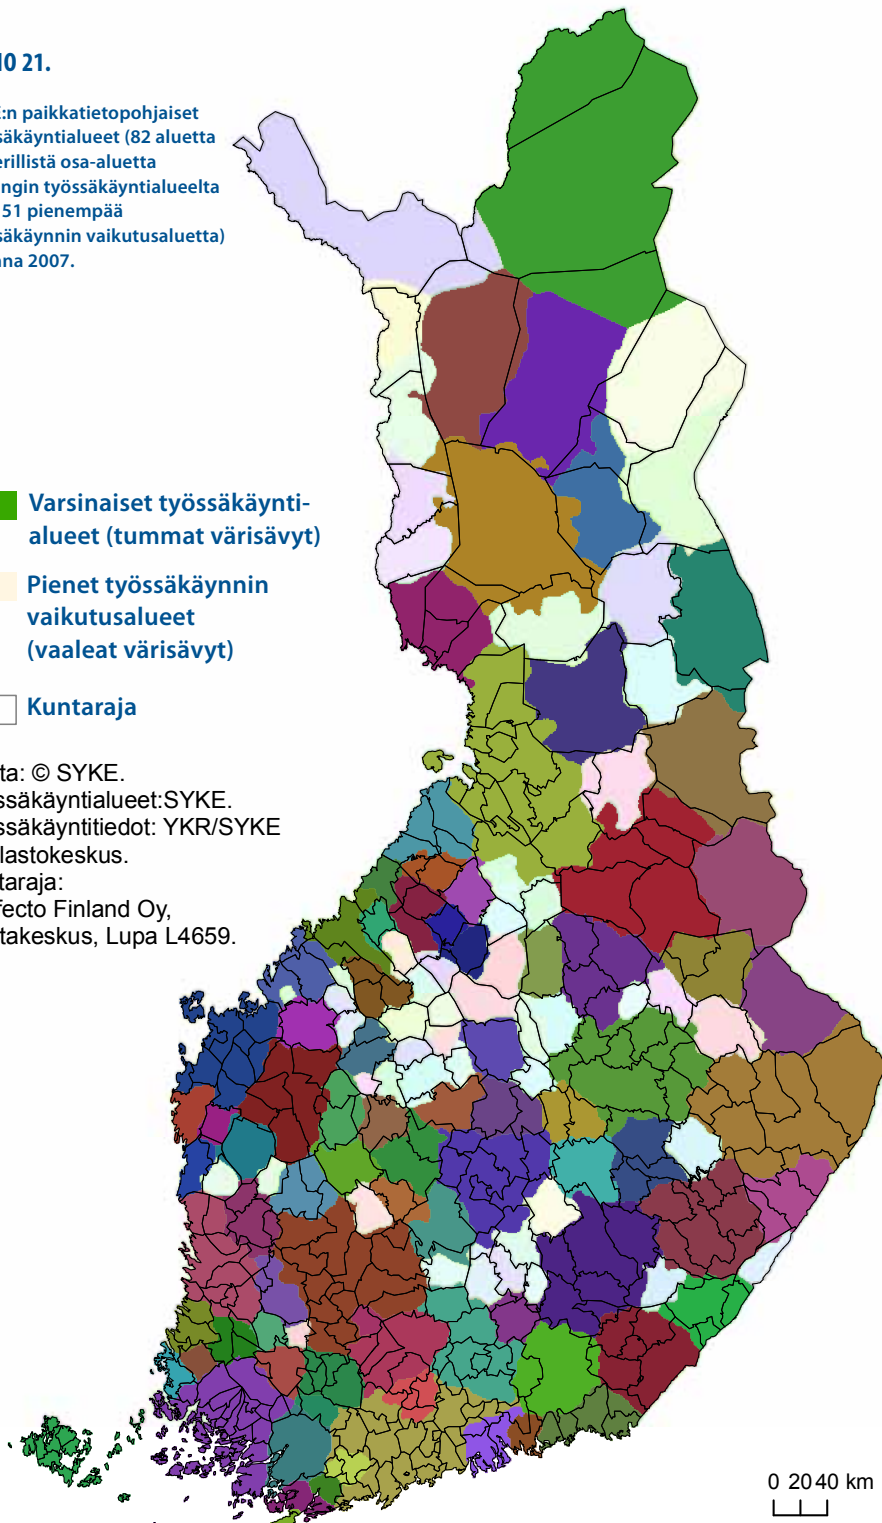 10 21.
:n paikkatietopohjaiset
säkäyntialueet (82 aluetta
erillistä osa-aluetta
ngin työssäkäyntialueelta
51 pienempää
säkäynnin vaikutusaluetta)
na 2007.
Varsinaiset työssäkäynti-
alueet (tummat värisävyt)
Pienet työssäkäynnin
vaikutusalueet
(vaaleat värisävyt)
Kuntaraja
ta: © SYKE.
ssäkäyntialueet:SYKE.
ssäkäyntitiedot: YKR/SYKE
lastokeskus.
taraja:
fecto Finland Oy,
takeskus, Lupa L4659.
0 20 40 km